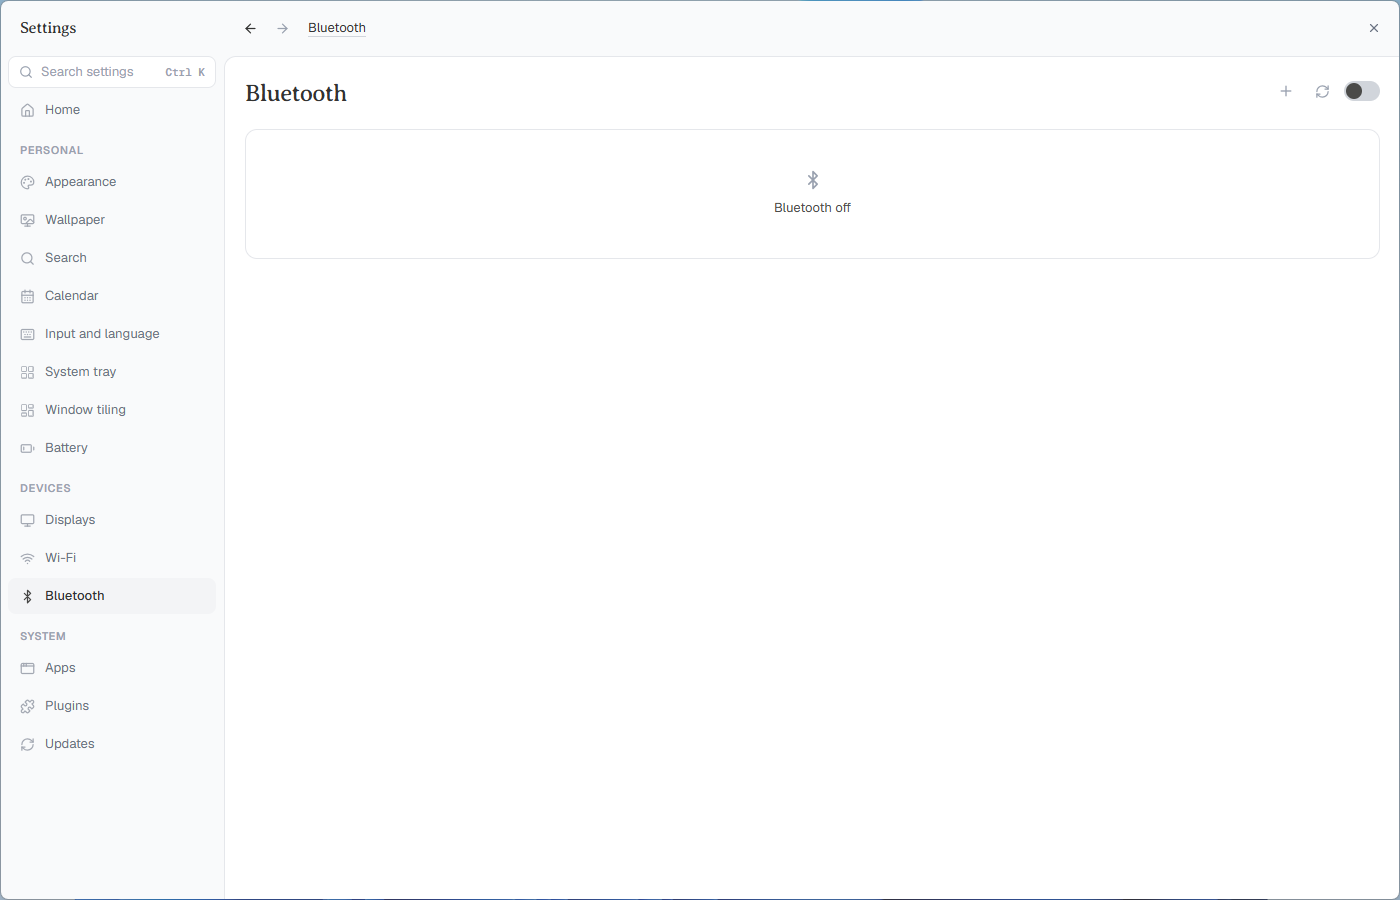 Settings
Bluetooth
Search settings Ctrl K
Home
PERSONAL
Appearance
Wallpaper
Search
Calendar
Input and language
System tray
Window tiling
Battery
DEVICES
Displays
Wi-Fi
Bluetooth
SYSTEM
Apps
Plugins
Updates
Bluetooth
Bluetooth off